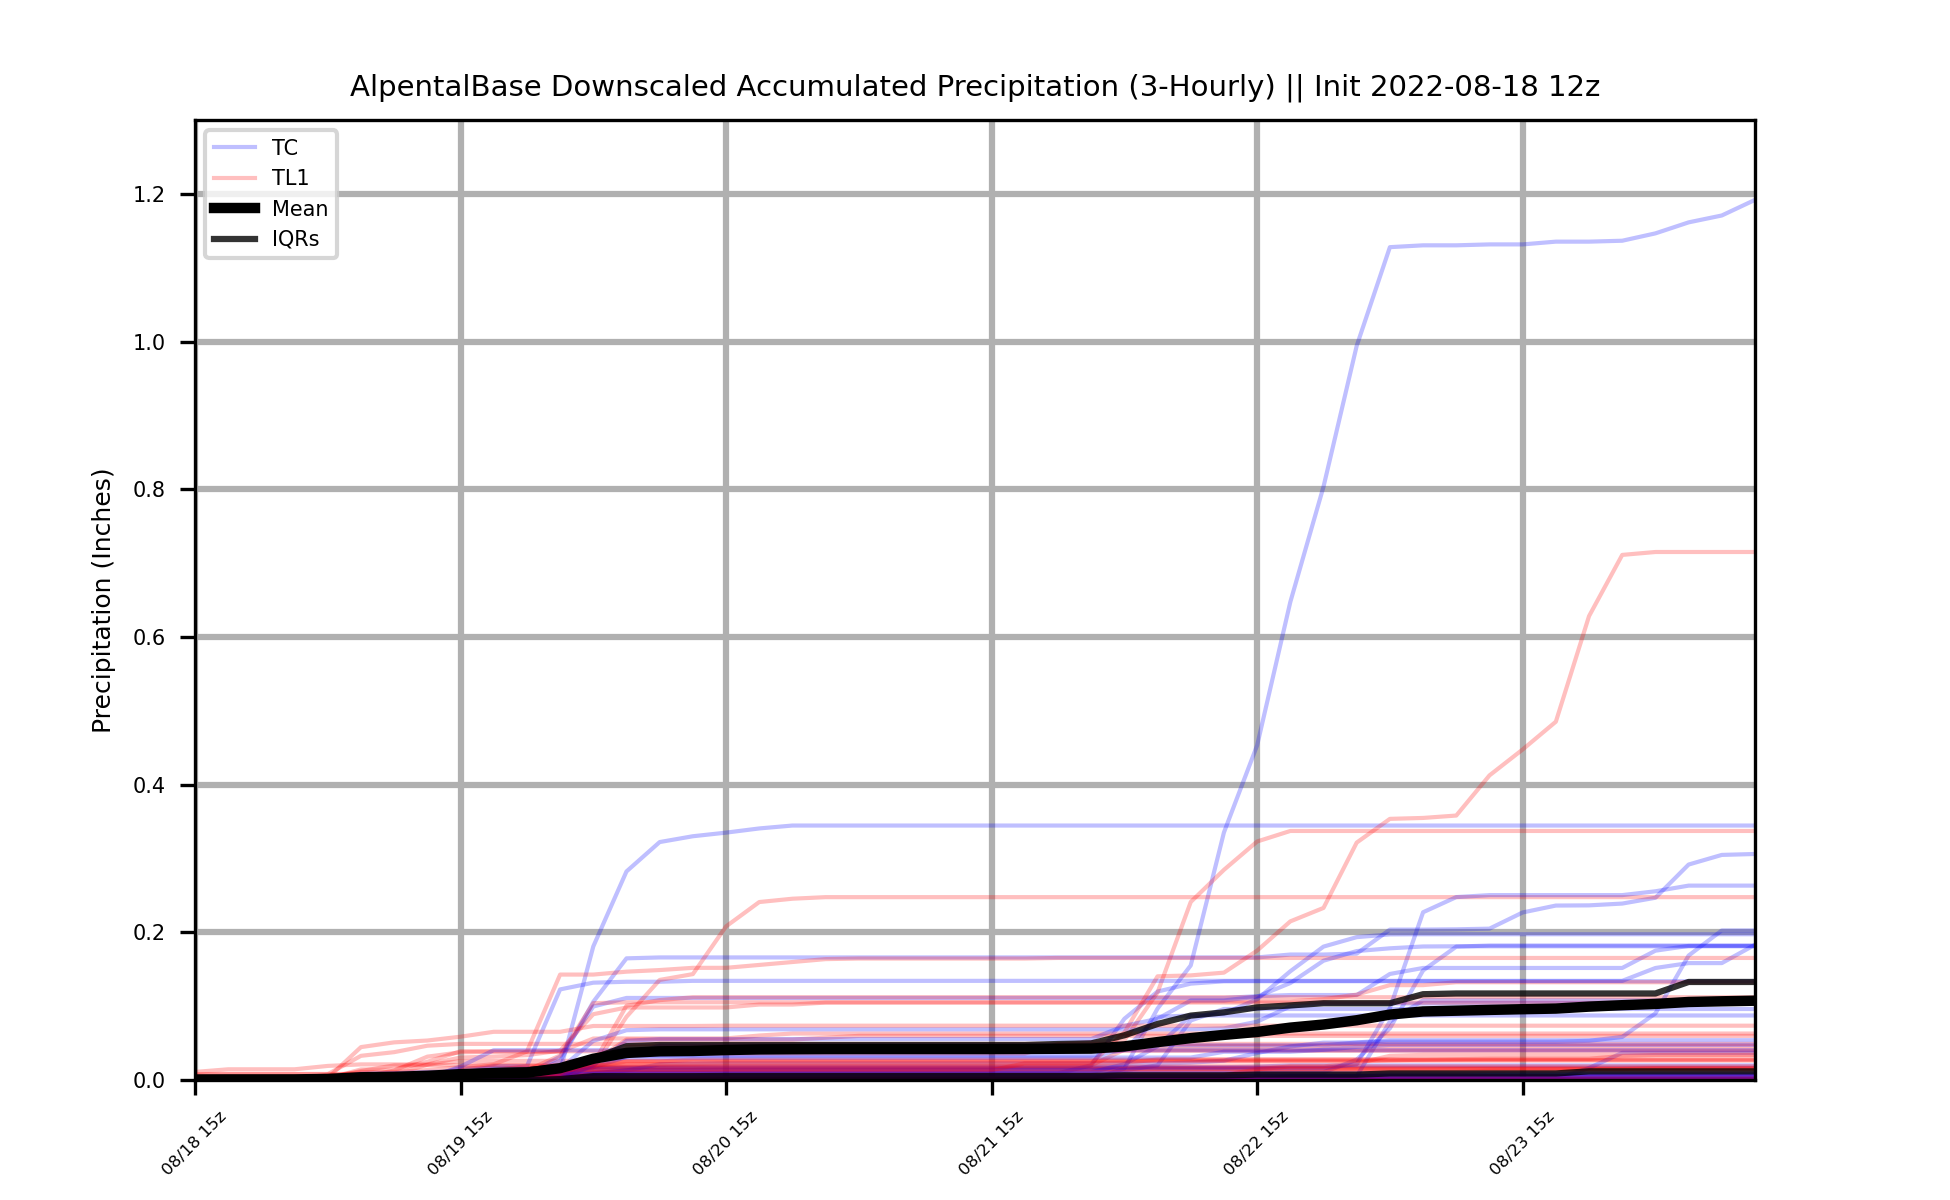 AlpentalBase Downscaled Accumulated Precipitation (3-Hourly) || Init 2022-08-18 12z
TC
TL1
Mean
IQRs
Precipitation (Inches)
1.2
1.0
0.8
0.6
0.4
0.2
0.0
08/18 15z
08/19 15z
08/20 15z
08/21 15z
08/22 15z
08/23 15z